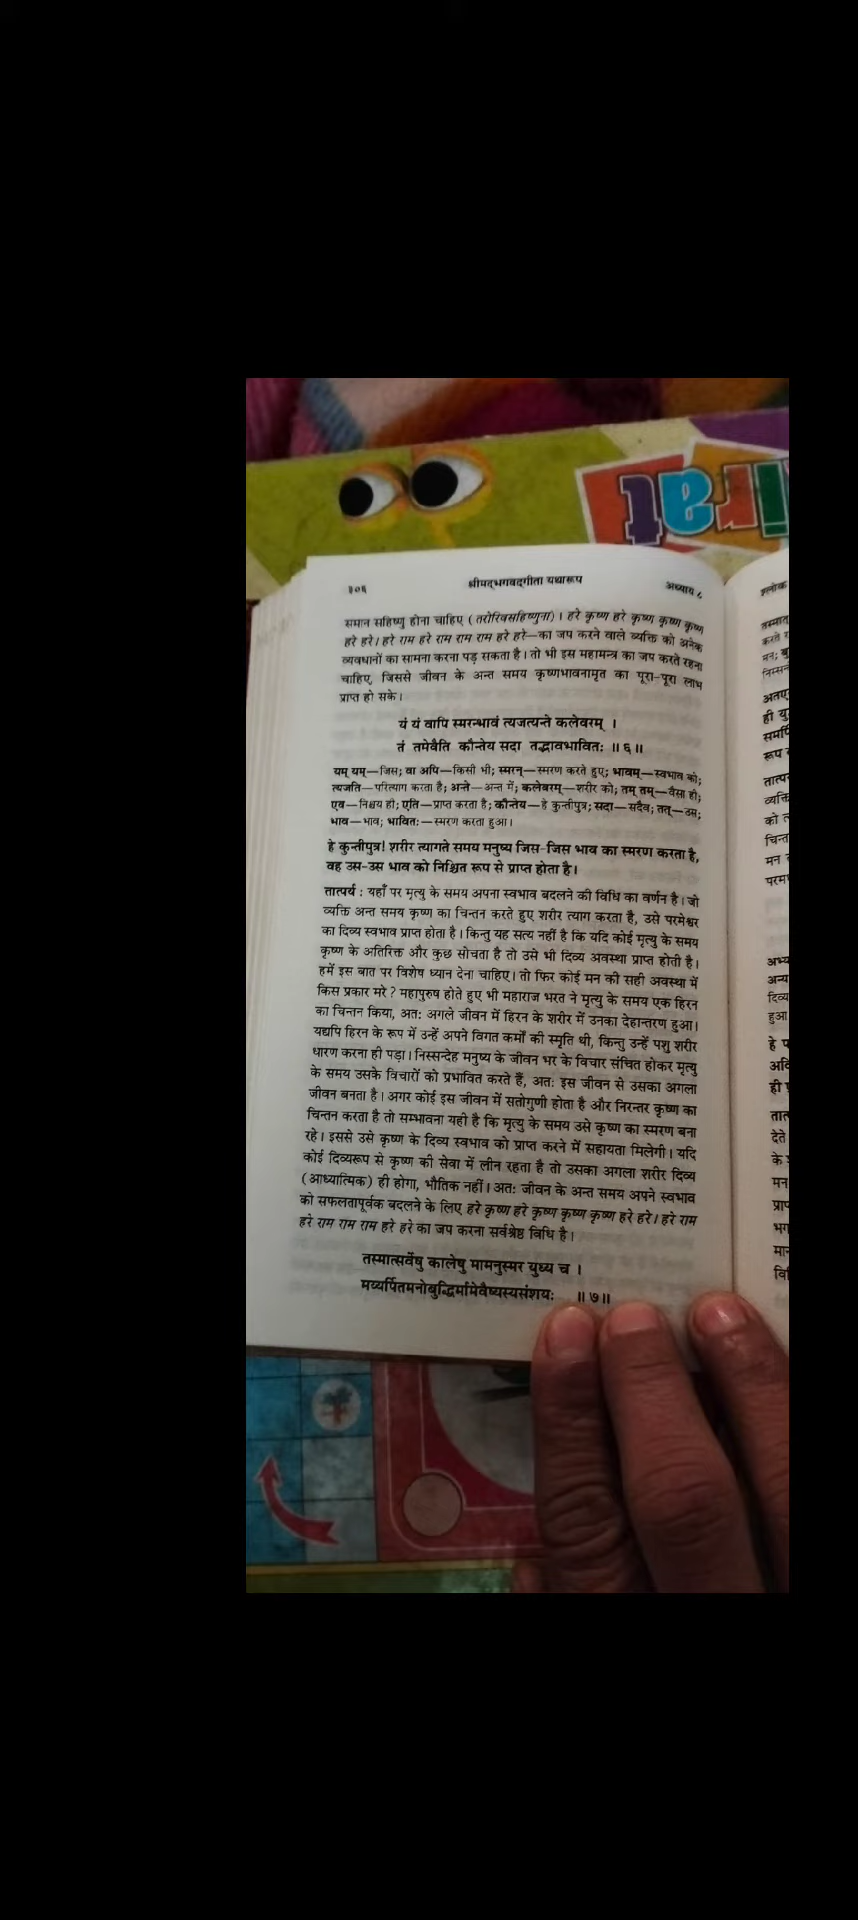 irat
३०६ श्रीमद्भगवद्गीता यथारूप अध्याय ८
समान सहिष्णु होना चाहिए (तरोरिवसहिष्णुना)। हरे कृष्ण हरे कृष्ण कृष्ण कृष्ण
हरे हरे। हरे राम हरे राम राम राम हरे हरे—का जप करने वाले व्यक्ति को अनेक
व्यवधानों का सामना करना पड़ सकता है। तो भी इस महामन्त्र का जप करते रहना
चाहिए, जिससे जीवन के अन्त समय कृष्णभावनामृत का पूरा-पूरा लाभ
प्राप्त हो सके।
यं यं वापि स्मरन्भावं त्यजत्यन्ते कलेवरम् ।
तं तमेवैति कौन्तेय सदा तद्भावभावितः ॥६॥
यम् यम्—जिस; वा अपि—किसी भी; स्मरन्—स्मरण करते हुए; भावम्—स्वभाव को;
त्यजति—परित्याग करता है; अन्ते—अन्त में; कलेवरम्—शरीर को; तम् तम्—वैसा ही;
एव—निश्चय ही; एति—प्राप्त करता है; कौन्तेय—हे कुन्तीपुत्र; सदा—सदैव; तत्—उस;
भाव—भाव; भावितः—स्मरण करता हुआ।
हे कुन्तीपुत्र! शरीर त्यागते समय मनुष्य जिस-जिस भाव का स्मरण करता है,
वह उस-उस भाव को निश्चित रूप से प्राप्त होता है।
तात्पर्य : यहाँ पर मृत्यु के समय अपना स्वभाव बदलने की विधि का वर्णन है। जो
व्यक्ति अन्त समय कृष्ण का चिन्तन करते हुए शरीर त्याग करता है, उसे परमेश्वर
का दिव्य स्वभाव प्राप्त होता है। किन्तु यह सत्य नहीं है कि यदि कोई मृत्यु के समय
कृष्ण के अतिरिक्त और कुछ सोचता है तो उसे भी दिव्य अवस्था प्राप्त होती है।
हमें इस बात पर विशेष ध्यान देना चाहिए। तो फिर कोई मन की सही अवस्था में
किस प्रकार मरे ? महापुरुष होते हुए भी महाराज भरत ने मृत्यु के समय एक हिरन
का चिन्तन किया, अतः अगले जीवन में हिरन के शरीर में उनका देहान्तरण हुआ।
यद्यपि हिरन के रूप में उन्हें अपने विगत कर्मों की स्मृति थी, किन्तु उन्हें पशु शरीर
धारण करना ही पड़ा। निस्सन्देह मनुष्य के जीवन भर के विचार संचित होकर मृत्यु
के समय उसके विचारों को प्रभावित करते हैं, अतः इस जीवन से उसका अगला
जीवन बनता है। अगर कोई इस जीवन में सतोगुणी होता है और निरन्तर कृष्ण का
चिन्तन करता है तो सम्भावना यही है कि मृत्यु के समय उसे कृष्ण का स्मरण बना
रहे। इससे उसे कृष्ण के दिव्य स्वभाव को प्राप्त करने में सहायता मिलेगी। यदि
कोई दिव्यरूप से कृष्ण की सेवा में लीन रहता है तो उसका अगला शरीर दिव्य
(आध्यात्मिक) ही होगा, भौतिक नहीं। अतः जीवन के अन्त समय अपने स्वभाव
को सफलतापूर्वक बदलने के लिए हरे कृष्ण हरे कृष्ण कृष्ण कृष्ण हरे हरे। हरे राम
हरे राम राम राम हरे हरे का जप करना सर्वश्रेष्ठ विधि है।
तस्मात्सर्वेषु कालेषु मामनुस्मर युध्य च ।
मय्यर्पितमनोबुद्धिर्मामेवैष्यस्यसंशयः ॥७॥